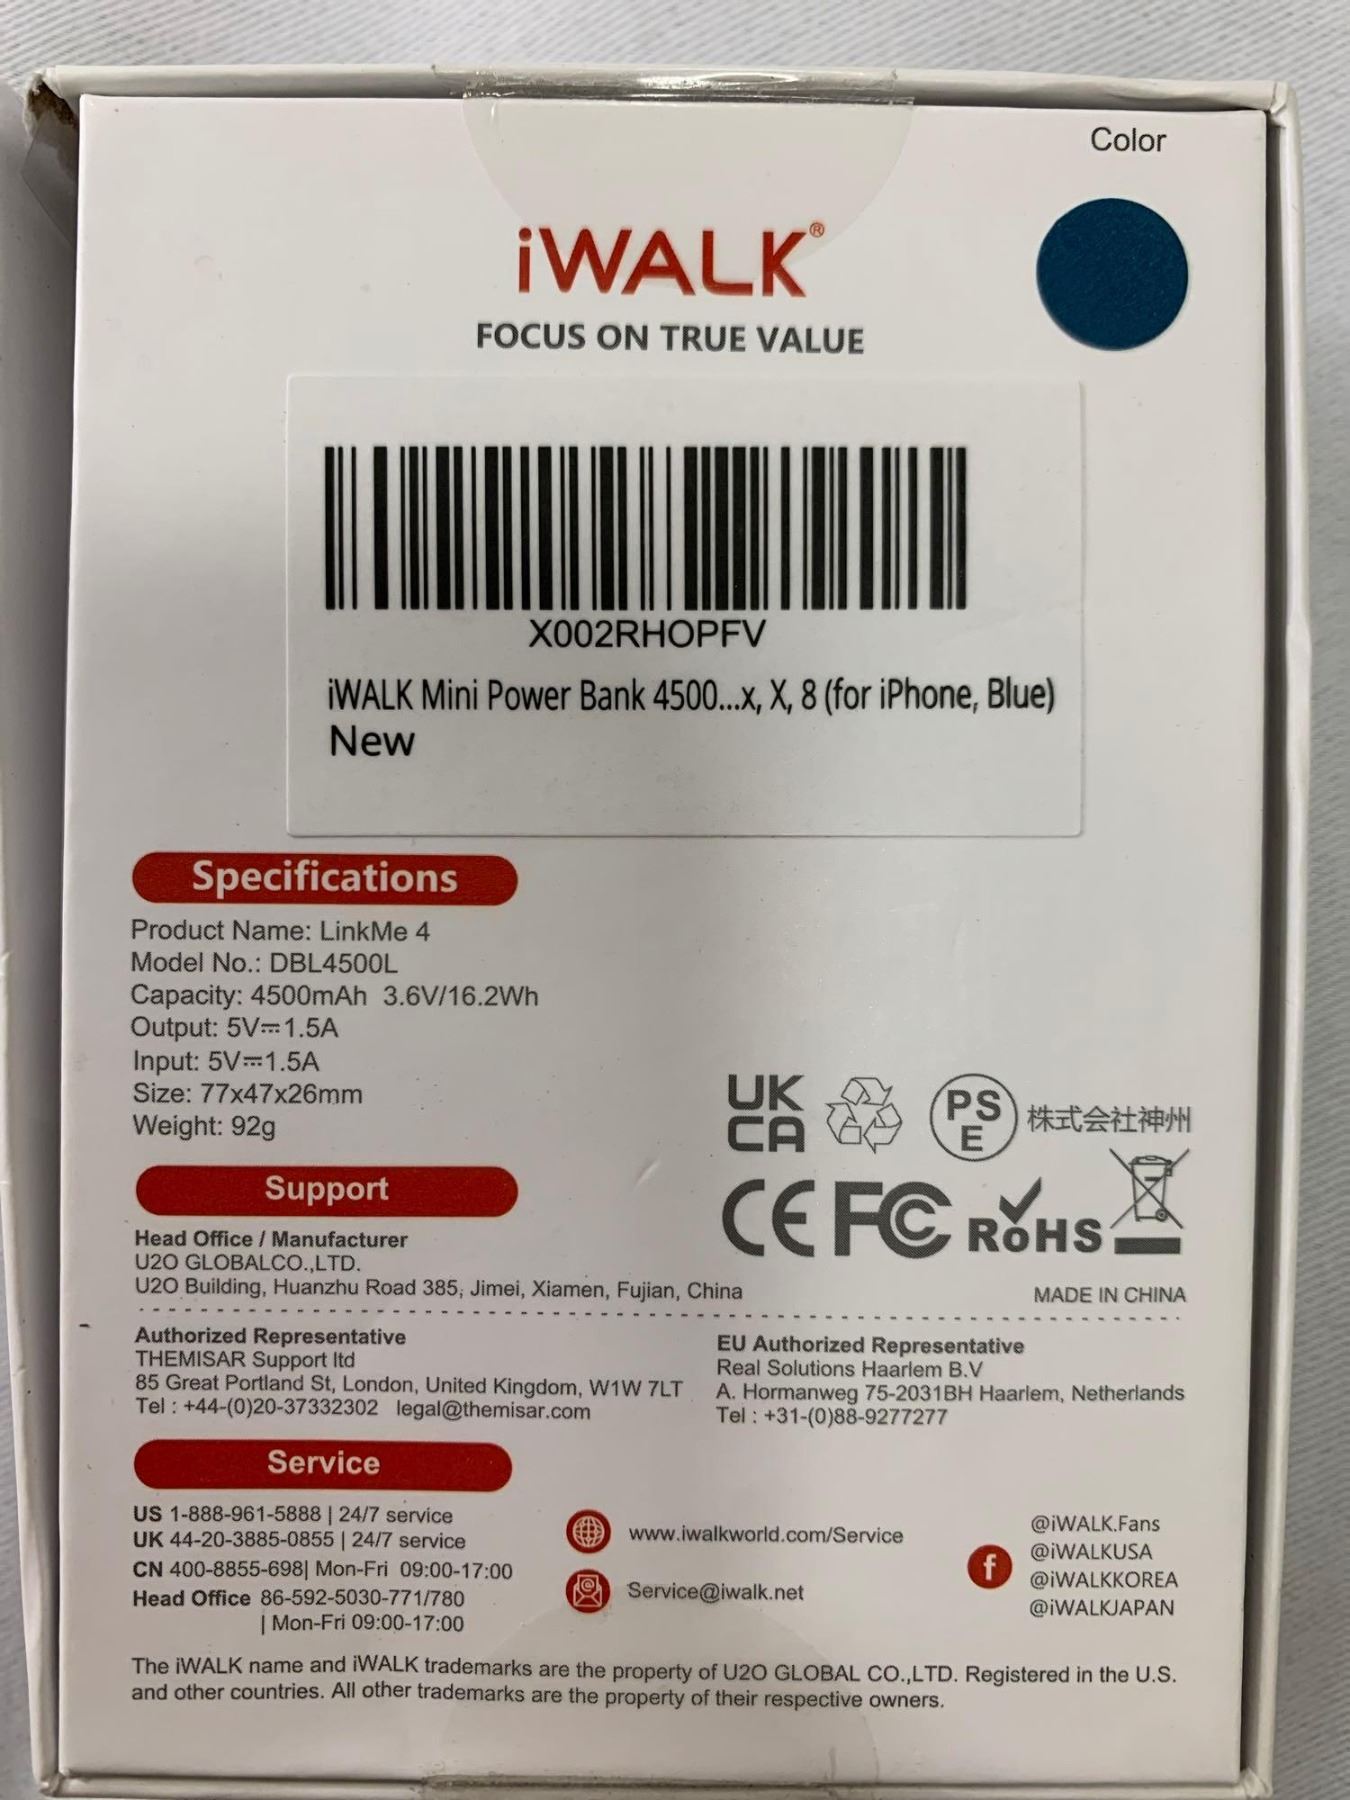 Color
iWALK®
FOCUS ON TRUE VALUE
X002RHOPFV
iWALK Mini Power Bank 4500...x, X, 8 (for iPhone, Blue)
New
Specifications
Product Name: LinkMe 4
Model No.: DBL4500L
Capacity: 4500mAh 3.6V/16.2Wh
Output: 5V⎓1.5A
Input: 5V⎓1.5A
Size: 77x47x26mm
Weight: 92g
UK
CA
PS
E
株式会社神州
CE FC RoHS
Support
Head Office / Manufacturer
U2O GLOBALCO.,LTD.
U2O Building, Huanzhu Road 385, Jimei, Xiamen, Fujian, China
MADE IN CHINA
Authorized Representative
THEMISAR Support ltd
85 Great Portland St, London, United Kingdom, W1W 7LT
Tel : +44-(0)20-37332302 legal@themisar.com
EU Authorized Representative
Real Solutions Haarlem B.V
A. Hormanweg 75-2031BH Haarlem, Netherlands
Tel : +31-(0)88-9277277
Service
US 1-888-961-5888 | 24/7 service
UK 44-20-3885-0855 | 24/7 service
CN 400-8855-698| Mon-Fri 09:00-17:00
Head Office 86-592-5030-771/780
| Mon-Fri 09:00-17:00
www.iwalkworld.com/Service
Service@iwalk.net
f
@iWALK.Fans
@iWALKUSA
@iWALKKOREA
@iWALKJAPAN
The iWALK name and iWALK trademarks are the property of U2O GLOBAL CO.,LTD. Registered in the U.S.
and other countries. All other trademarks are the property of their respective owners.